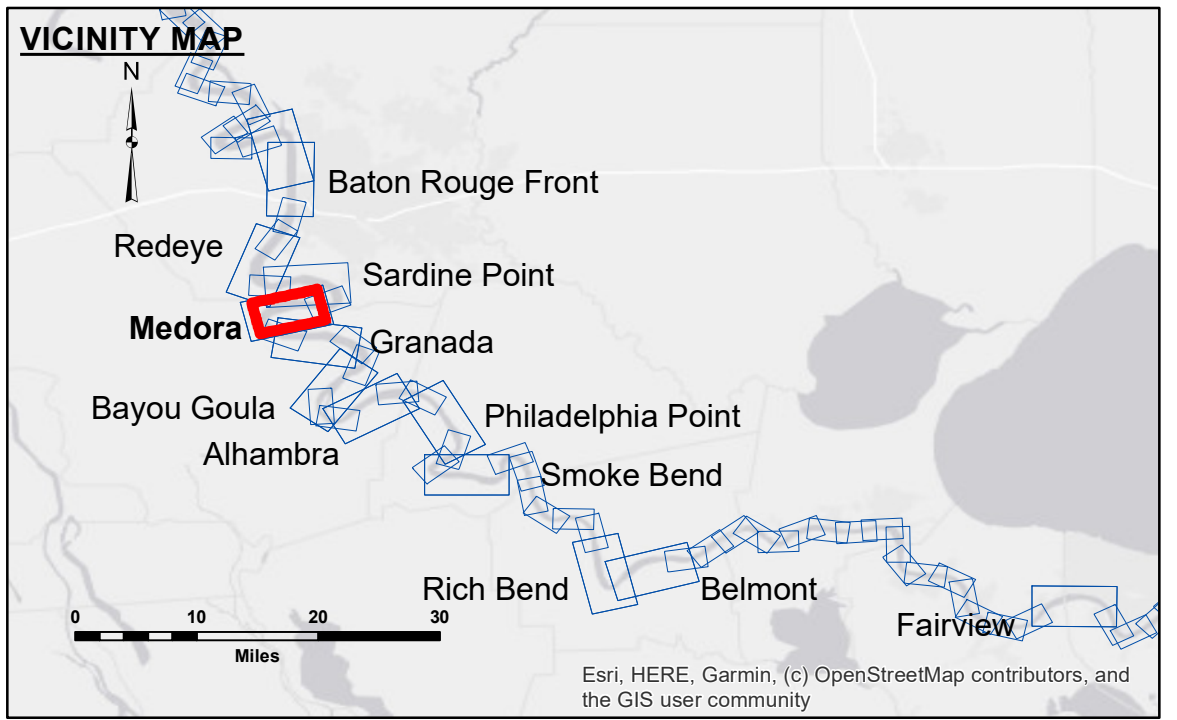 VICINITY MAP
N
Baton Rouge Front
Redeye
Sardine Point
Medora
Granada
Bayou Goula
Philadelphia Point
Alhambra
Smoke Bend
Rich Bend
Belmont
Fairview
0 10 20 30
Miles
Esri, HERE, Garmin, (c) OpenStreetMap contributors, and
the GIS user community